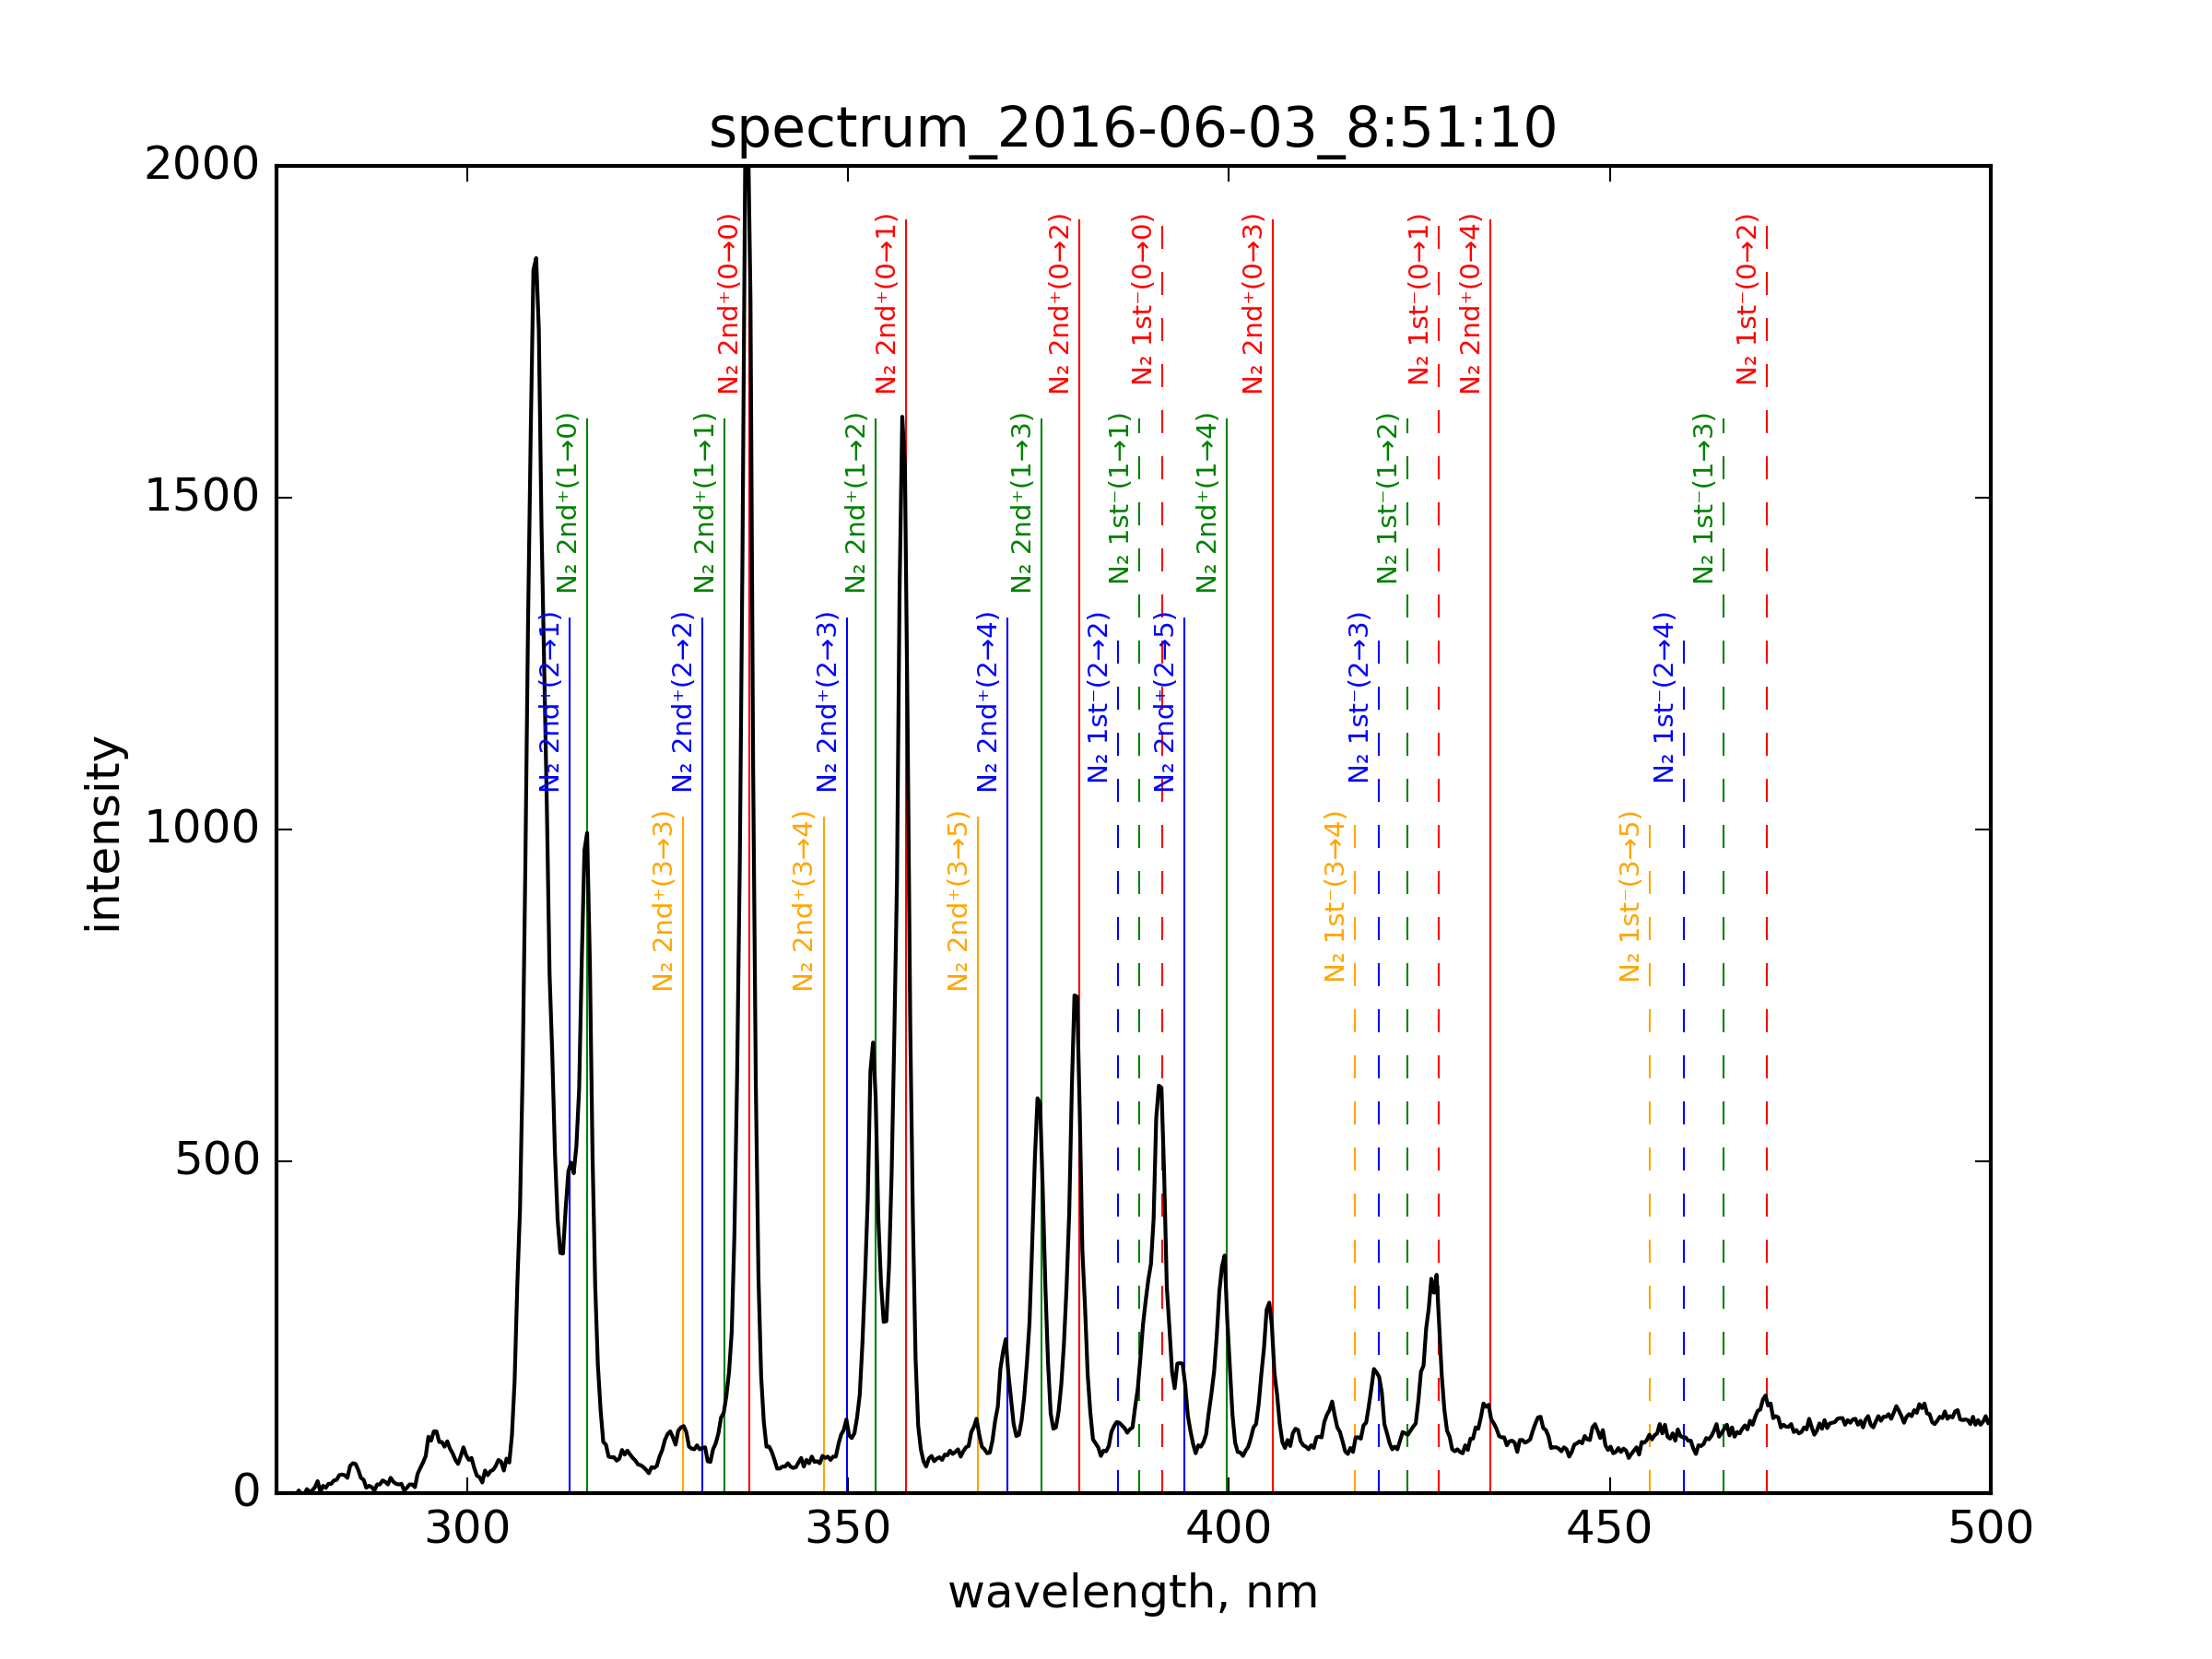 spectrum_2016-06-03_8:51:10
2000
1500
1000
500
0
intensity
300
350
400
450
500
wavelength, nm
N₂ 2nd⁺(0→0)
N₂ 2nd⁺(0→1)
N₂ 2nd⁺(0→2)
N₂ 1st⁻(0→0)
N₂ 2nd⁺(0→3)
N₂ 1st⁻(0→1)
N₂ 2nd⁺(0→4)
N₂ 1st⁻(0→2)
N₂ 2nd⁺(1→0)
N₂ 2nd⁺(1→1)
N₂ 2nd⁺(1→2)
N₂ 2nd⁺(1→3)
N₂ 1st⁻(1→1)
N₂ 2nd⁺(1→4)
N₂ 1st⁻(1→2)
N₂ 1st⁻(1→3)
N₂ 2nd⁺(2→1)
N₂ 2nd⁺(2→2)
N₂ 2nd⁺(2→3)
N₂ 2nd⁺(2→4)
N₂ 1st⁻(2→2)
N₂ 2nd⁺(2→5)
N₂ 1st⁻(2→3)
N₂ 1st⁻(2→4)
N₂ 2nd⁺(3→3)
N₂ 2nd⁺(3→4)
N₂ 2nd⁺(3→5)
N₂ 1st⁻(3→4)
N₂ 1st⁻(3→5)